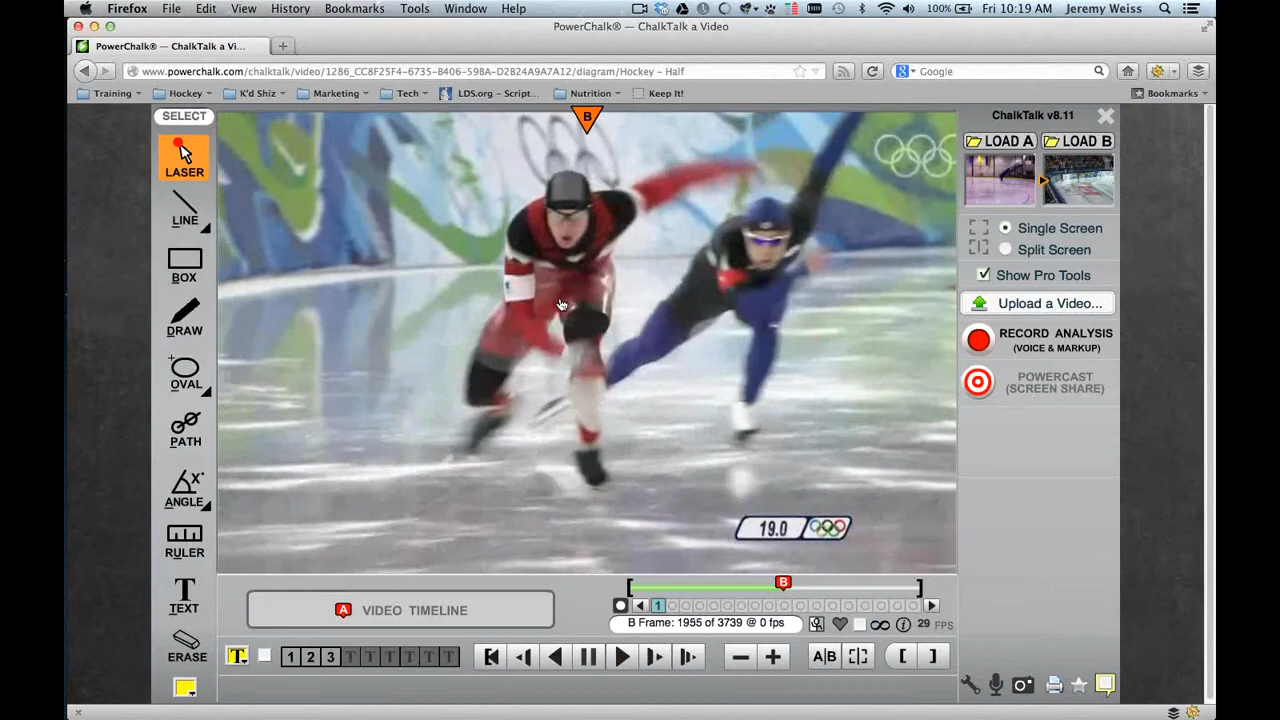 Firefox File Edit View History Bookmarks Tools Window Help 100% Fri 10:19 AM Jeremy Weiss
PowerChalk® — ChalkTalk a Video
PowerChalk® — ChalkTalk a Vi...
www.powerchalk.com/chalktalk/video/1286_CC8F25F4-6735-B406-598A-D2B24A9A7A12/diagram/Hockey - Half
Google
Training Hockey K'd Shiz Marketing Tech LDS.org – Script... Nutrition Keep It! Bookmarks
SELECT
B
ChalkTalk v8.11
LOAD A LOAD B
LASER
LINE
Single Screen
Split Screen
BOX
Show Pro Tools
Upload a Video...
DRAW
RECORD ANALYSIS
(VOICE & MARKUP)
OVAL
POWERCAST
(SCREEN SHARE)
PATH
ANGLE
X°
19.0
RULER
A VIDEO TIMELINE
B
1
T
TEXT
B Frame: 1955 of 3739 @ 0 fps
29 FPS
ERASE
T 1 2 3 T T T T T T
A|B